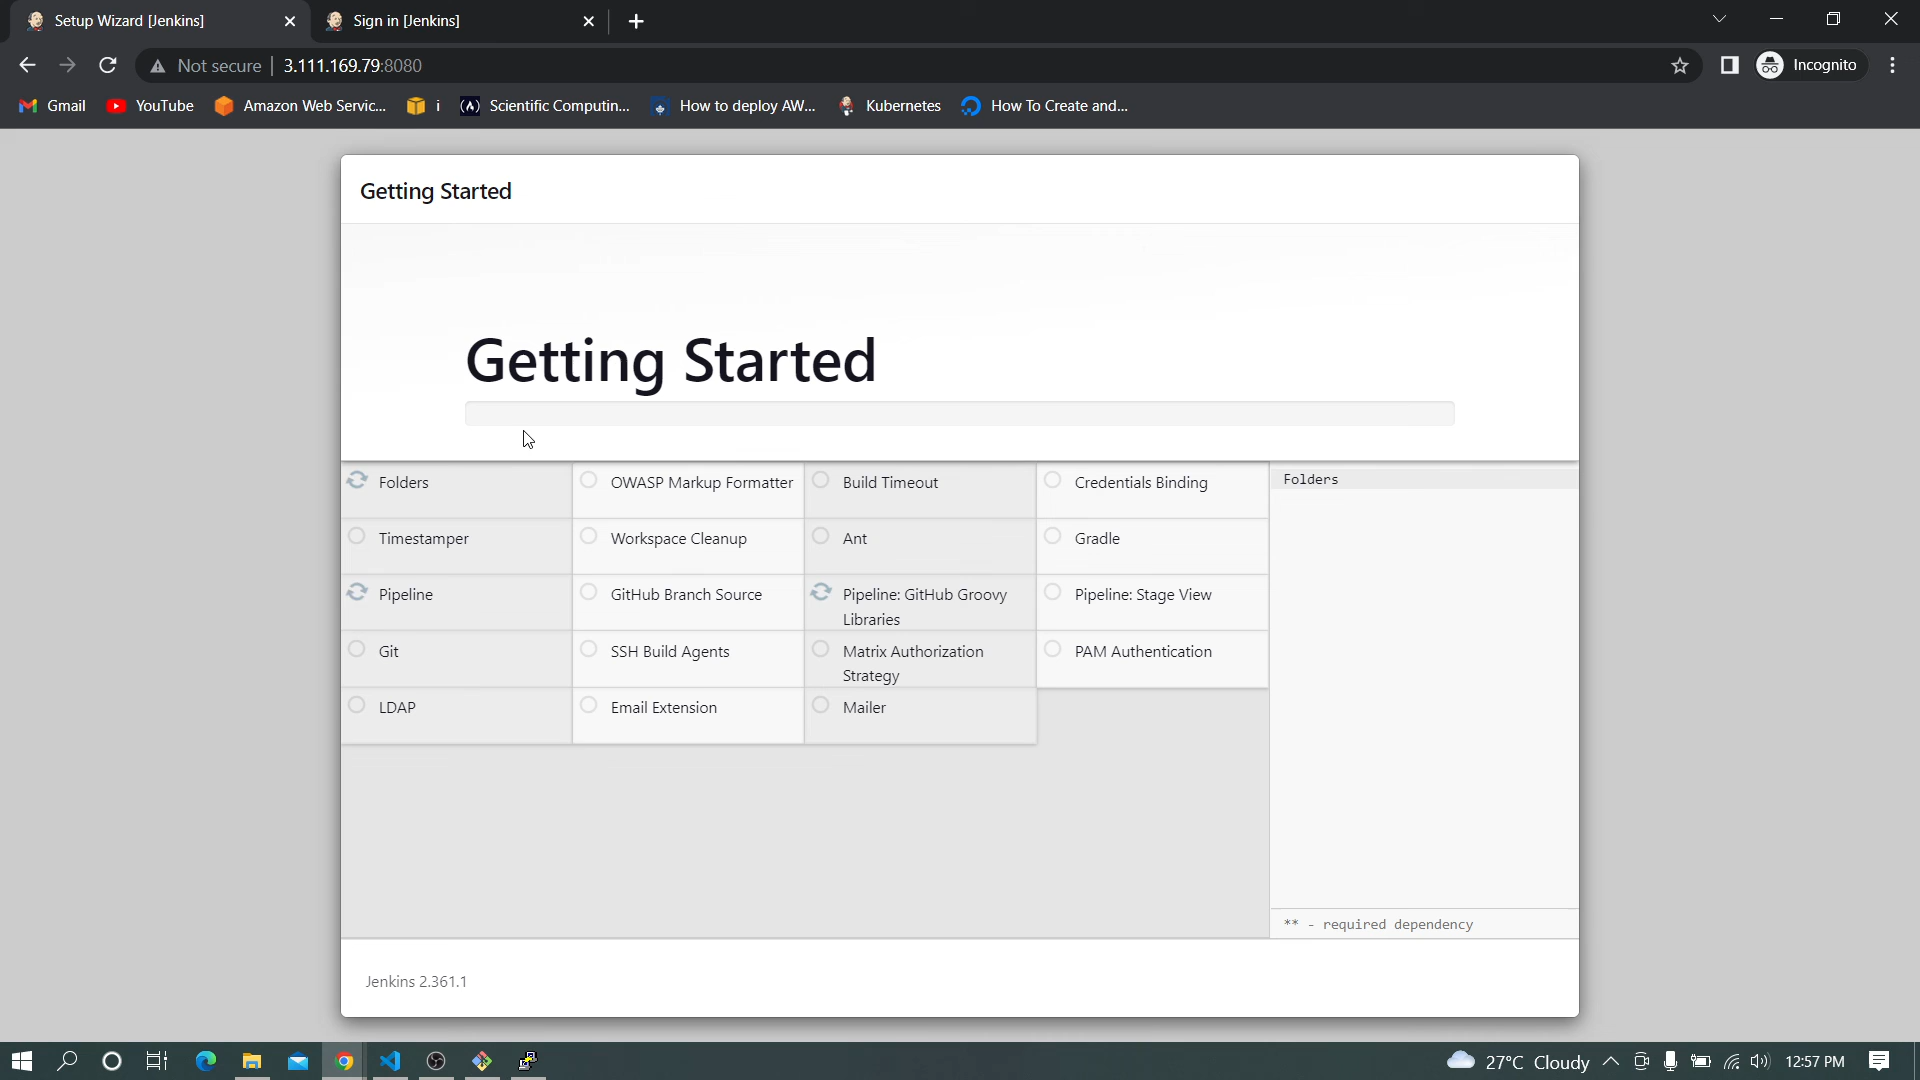 Setup Wizard [Jenkins]
Sign in [Jenkins]
Not secure
3.111.169.79:8080
Incognito
Gmail
YouTube
Amazon Web Servic...
i
Scientific Computin...
How to deploy AW...
Kubernetes
How To Create and...
Getting Started
Getting Started
Folders
OWASP Markup Formatter
Build Timeout
Credentials Binding
Folders
Timestamper
Workspace Cleanup
Ant
Gradle
Pipeline
GitHub Branch Source
Pipeline: GitHub Groovy
Libraries
Pipeline: Stage View
Git
SSH Build Agents
Matrix Authorization
Strategy
PAM Authentication
LDAP
Email Extension
Mailer
** - required dependency
Jenkins 2.361.1
27°C Cloudy
12:57 PM